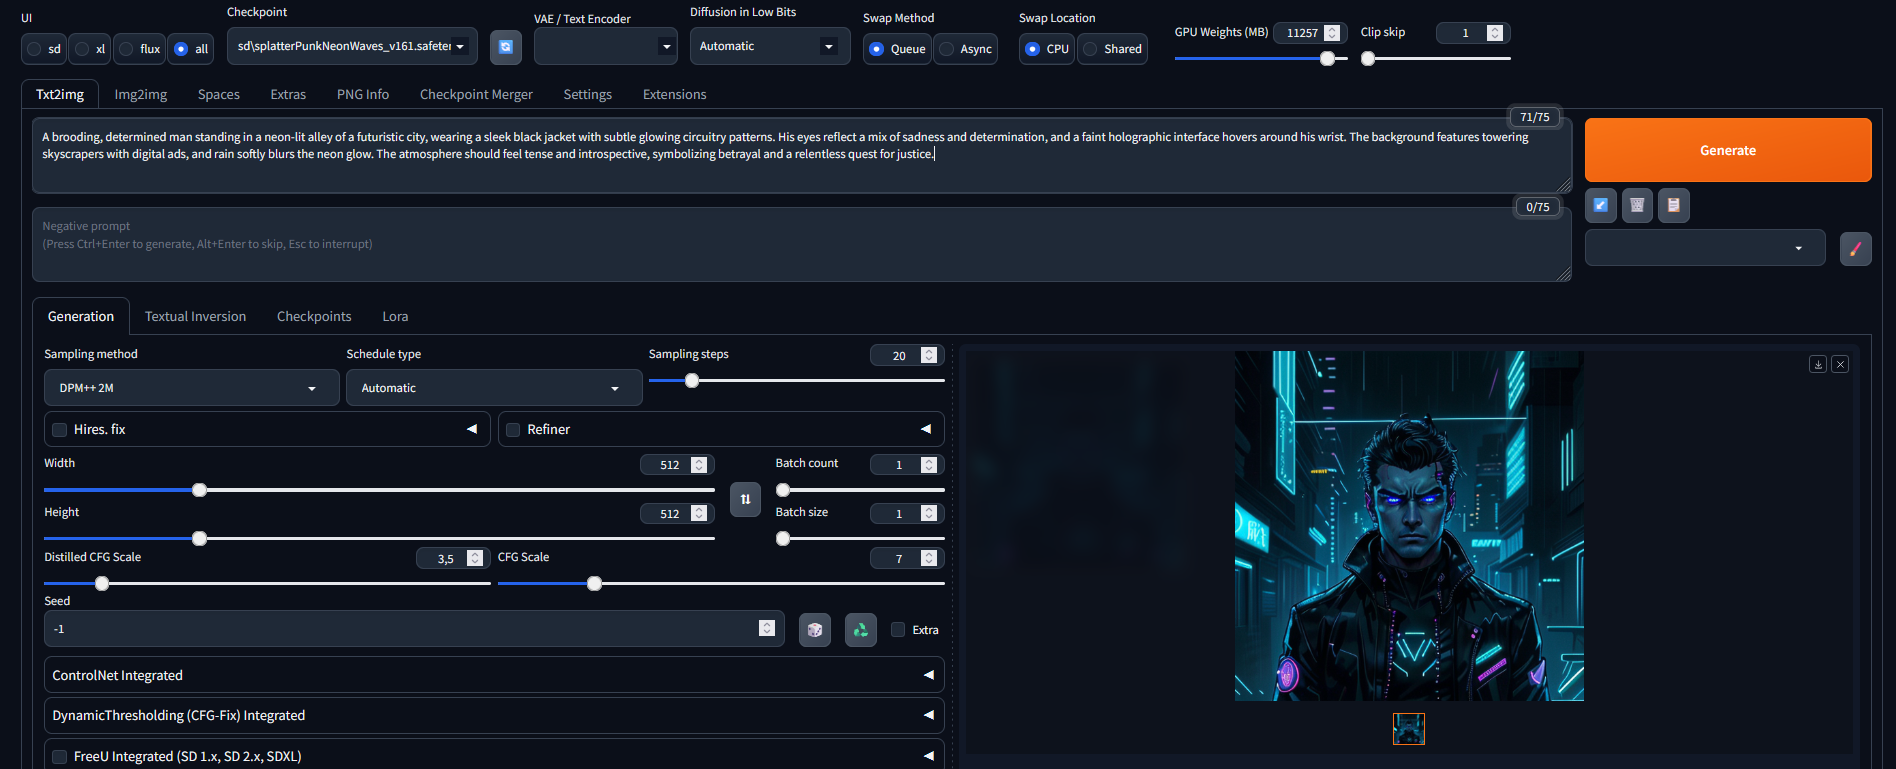 UI
sd
xl
flux
all
Checkpoint
sd\splatterPunkNeonWaves_v161.safeter
VAE / Text Encoder
Diffusion in Low Bits
Automatic
Swap Method
Queue
Async
Swap Location
CPU
Shared
GPU Weights (MB)
11257
Clip skip
1
Txt2img
Img2img
Spaces
Extras
PNG Info
Checkpoint Merger
Settings
Extensions
71/75
A brooding, determined man standing in a neon-lit alley of a futuristic city, wearing a sleek black jacket with subtle glowing circuitry patterns. His eyes reflect a mix of sadness and determination, and a faint holographic interface hovers around his wrist. The background features towering
skyscrapers with digital ads, and rain softly blurs the neon glow. The atmosphere should feel tense and introspective, symbolizing betrayal and a relentless quest for justice.
Generate
0/75
Negative prompt
(Press Ctrl+Enter to generate, Alt+Enter to skip, Esc to interrupt)
Generation
Textual Inversion
Checkpoints
Lora
Sampling method
DPM++ 2M
Schedule type
Automatic
Sampling steps
20
Hires. fix
Refiner
Width
512
Batch count
1
Height
512
Batch size
1
Distilled CFG Scale
3,5
CFG Scale
7
Seed
-1
Extra
ControlNet Integrated
DynamicThresholding (CFG-Fix) Integrated
FreeU Integrated (SD 1.x, SD 2.x, SDXL)